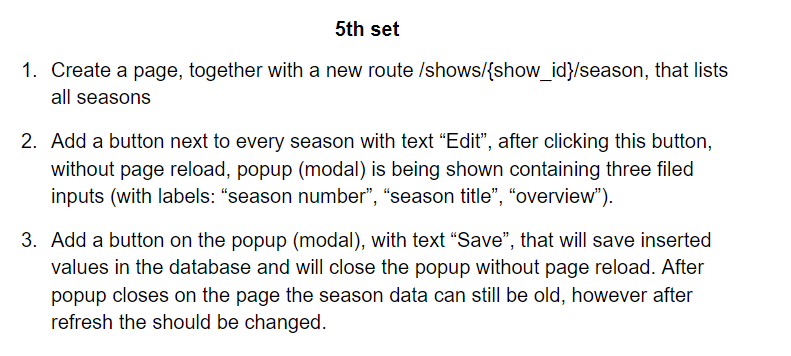 5th set
1. Create a page, together with a new route /shows/{show_id}/season, that lists
all seasons
2. Add a button next to every season with text “Edit”, after clicking this button,
without page reload, popup (modal) is being shown containing three filed
inputs (with labels: “season number”, “season title”, “overview”).
3. Add a button on the popup (modal), with text “Save”, that will save inserted
values in the database and will close the popup without page reload. After
popup closes on the page the season data can still be old, however after
refresh the should be changed.